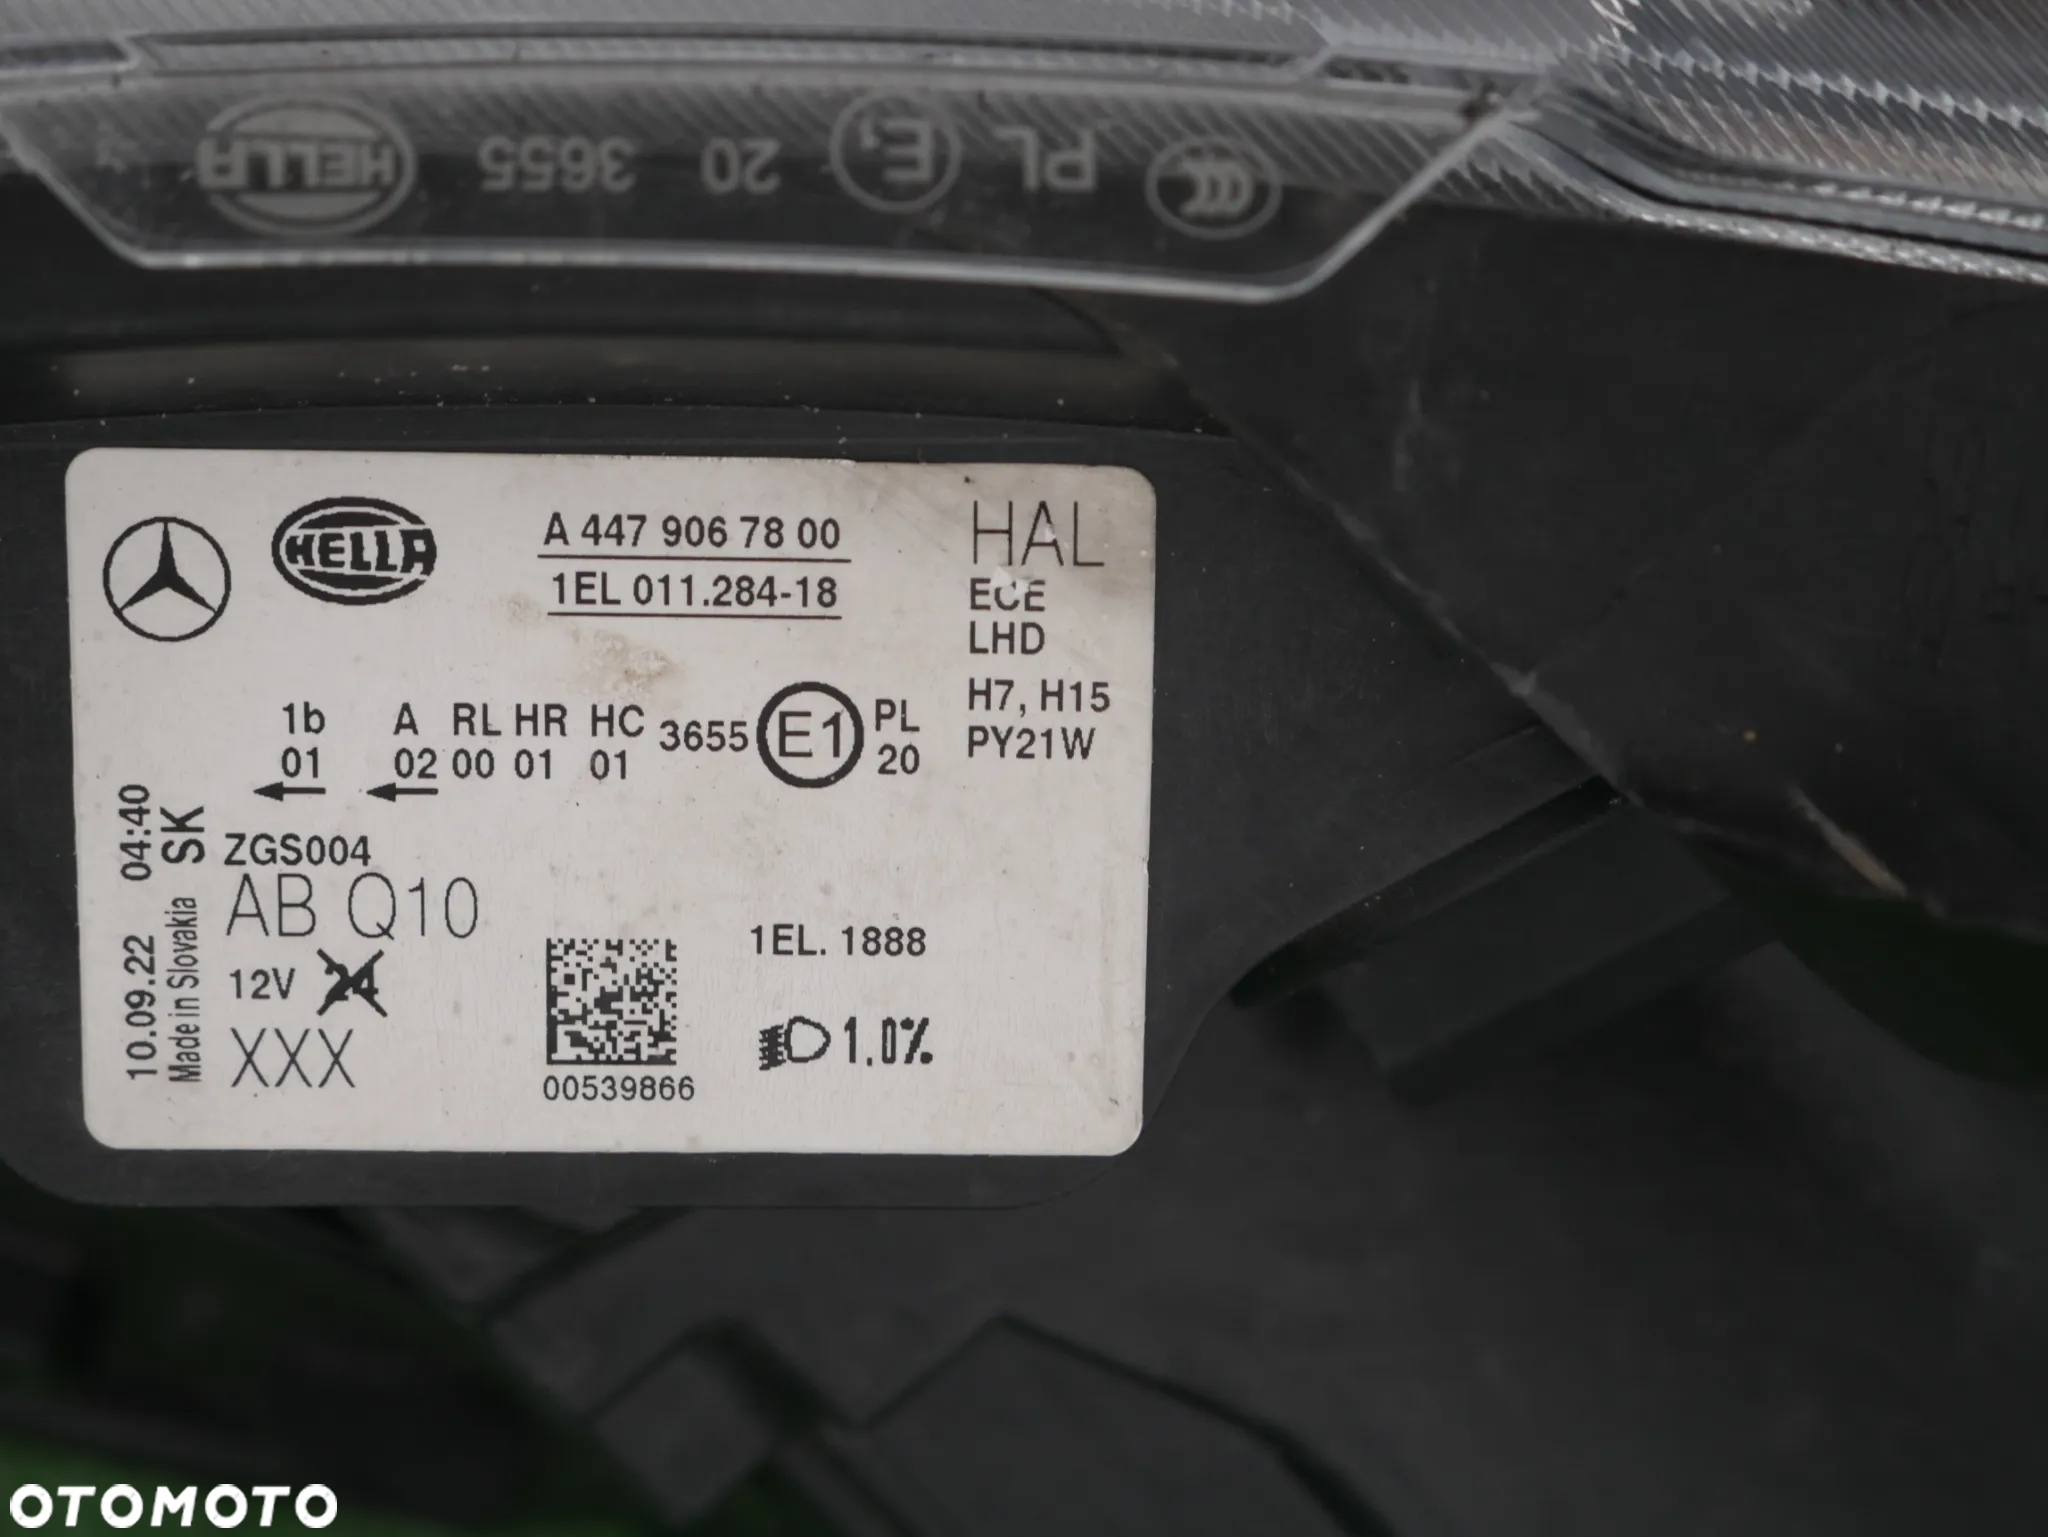 HELLA 3655 20 E1 PL CCC
HELLA
A 447 906 78 00
1EL 011.284-18
HAL
ECE
LHD
H7, H15
PY21W
1b A RL HR HC 3655 E1 PL
01 02 00 01 01 20
10.09.22 04:40
Made in Slovakia SK
ZGS004
AB Q10
12V 24
XXX
00539866
1EL. 1888
1.0%
OTOMOTO